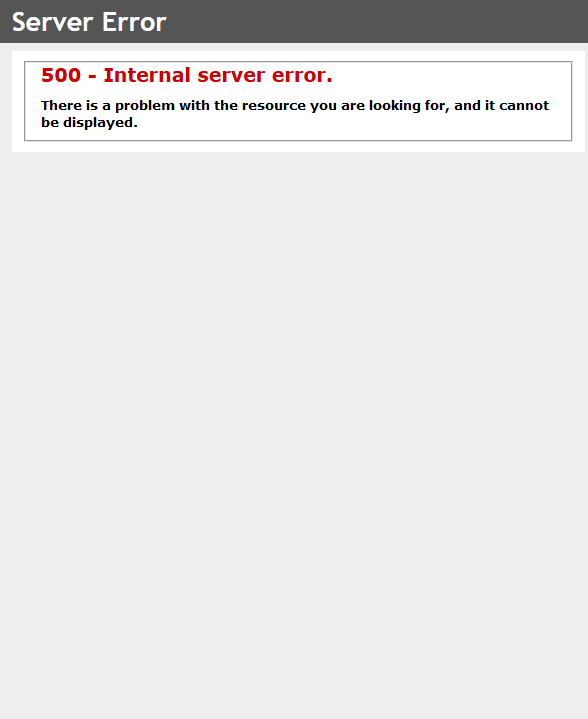 Server Error
500 - Internal server error.
There is a problem with the resource you are looking for, and it cannot
be displayed.